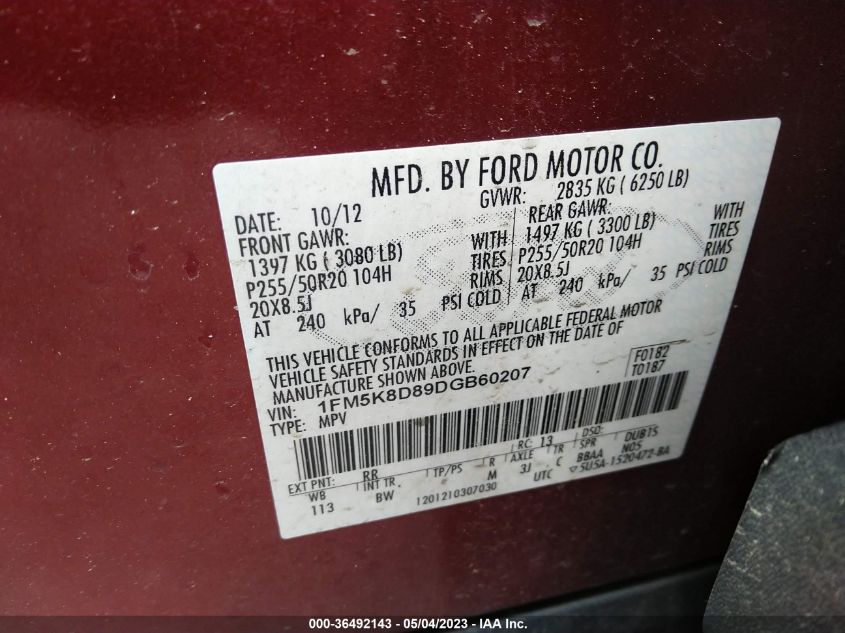 MFD. BY FORD MOTOR CO.
DATE: 10/12 GVWR: 2835 KG ( 6250 LB)
FRONT GAWR: REAR GAWR:
1397 KG ( 3080 LB) WITH 1497 KG ( 3300 LB) WITH
P255/50R20 104H TIRES P255/50R20 104H TIRES
20X8.5J RIMS 20X8.5J RIMS
AT 240 kPa/ 35 PSI COLD AT 240 kPa/ 35 PSI COLD
THIS VEHICLE CONFORMS TO ALL APPLICABLE FEDERAL MOTOR
VEHICLE SAFETY STANDARDS IN EFFECT ON THE DATE OF
MANUFACTURE SHOWN ABOVE. F0182
VIN: 1FM5K8D89DGB60207 T0187
TYPE: MPV
RC: 13 DSO:
EXT PNT: RR
WB INT TR TP/PS R AXLE TR SPR DUB15
113 BW M 3J C BBAA N05
1201210307030 UTC ▽5U5A-1520472-BA
000-36492143 - 05/04/2023 - IAA Inc.